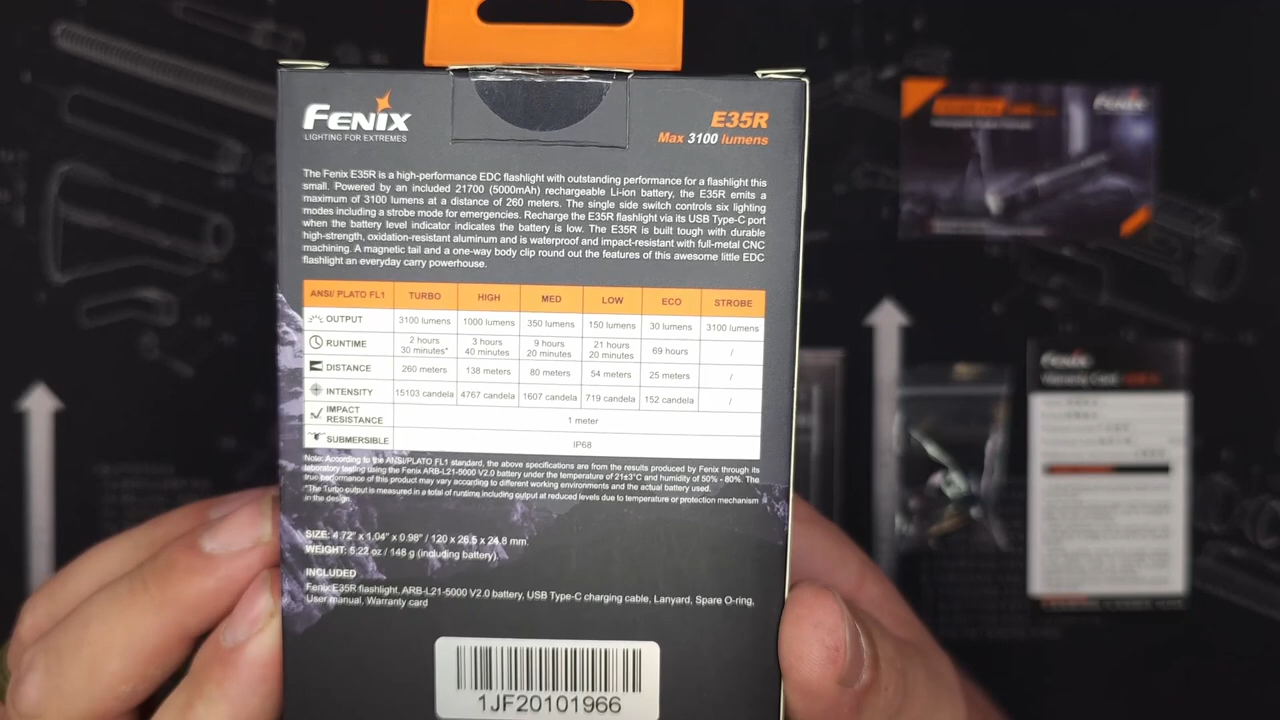 FENIX
LIGHTING FOR EXTREMES
E35R
Max 3100 lumens
The Fenix E35R is a high-performance EDC flashlight with outstanding performance for a flashlight this
small. Powered by an included 21700 (5000mAh) rechargeable Li-ion battery, the E35R emits a
maximum of 3100 lumens at a distance of 260 meters. The single side switch controls six lighting
modes including a strobe mode for emergencies. Recharge the E35R flashlight via its USB Type-C port
when the battery level indicator indicates the battery is low. The E35R is built tough with durable
high-strength, oxidation-resistant aluminum and is waterproof and impact-resistant with full-metal CNC
machining. A magnetic tail and a one-way body clip round out the features of this awesome little EDC
flashlight an everyday carry powerhouse.
ANSI/ PLATO FL1 TURBO HIGH MED LOW ECO STROBE
OUTPUT 3100 lumens 1000 lumens 350 lumens 150 lumens 30 lumens 3100 lumens
RUNTIME 2 hours 30 minutes* 3 hours 40 minutes 9 hours 20 minutes 21 hours 20 minutes 69 hours /
DISTANCE 260 meters 138 meters 80 meters 54 meters 25 meters /
INTENSITY 15103 candela 4767 candela 1607 candela 719 candela 152 candela /
IMPACT RESISTANCE 1 meter
SUBMERSIBLE IP68
Note: According to the ANSI/PLATO FL1 standard, the above specifications are from the results produced by Fenix through its
laboratory testing using the Fenix ARB-L21-5000 V2.0 battery under the temperature of 21±3°C and humidity of 50% - 80%. The
true performance of this product may vary according to different working environments and the actual battery used.
*The Turbo output is measured in a total of runtime including output at reduced levels due to temperature or protection mechanism
in the design.
SIZE: 4.72" x 1.04" x 0.98" / 120 x 26.5 x 24.8 mm.
WEIGHT: 5.22 oz / 148 g (including battery).
INCLUDED
Fenix E35R flashlight, ARB-L21-5000 V2.0 battery, USB Type-C charging cable, Lanyard, Spare O-ring,
User manual, Warranty card
1JF20101966
FENIX
FENIX
Warranty Card